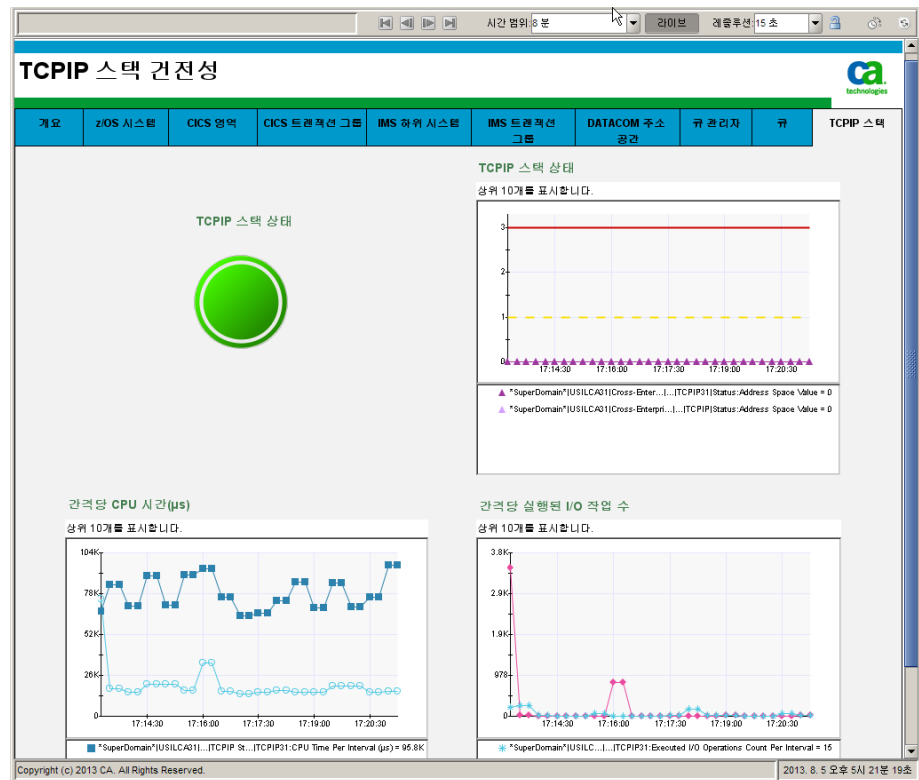 시간 범위: 8 분
라이브
레졸루션: 15 초
TCPIP 스택 건전성
ca
technologies
개요
z/OS 시스템
CICS 영역
CICS 트랜잭션 그룹
IMS 하위 시스템
IMS 트랜잭션
그룹
DATACOM 주소
공간
큐 관리자
큐
TCPIP 스택
TCPIP 스택 상태
TCPIP 스택 상태
상위 10개를 표시합니다.
3
2
1
0
17:14:30
17:16:00
17:17:30
17:19:00
17:20:30
*SuperDomain*|USILCA31|Cross-Enter...|...|TCPIP31|Status:Address Space Value = 0
*SuperDomain*|USILCA31|Cross-Enterpri...|...|TCPIP|Status:Address Space Value = 0
간격당 CPU 시간(µs)
상위 10개를 표시합니다.
104K
78K
52K
26K
0
17:14:30
17:16:00
17:17:30
17:19:00
17:20:30
*SuperDomain*|USILCA31|...|TCPIP St...|TCPIP31:CPU Time Per Interval (µs) = 95.8K
간격당 실행된 I/O 작업 수
상위 10개를 표시합니다.
3.8K
2.9K
1.9K
978
0
17:14:30
17:16:00
17:17:30
17:19:00
17:20:30
*SuperDomain*|USILC...|...|TCPIP31:Executed I/O Operations Count Per Interval = 15
Copyright (c) 2013 CA. All Rights Reserved.
2013. 8. 5 오후 5시 21분 19초